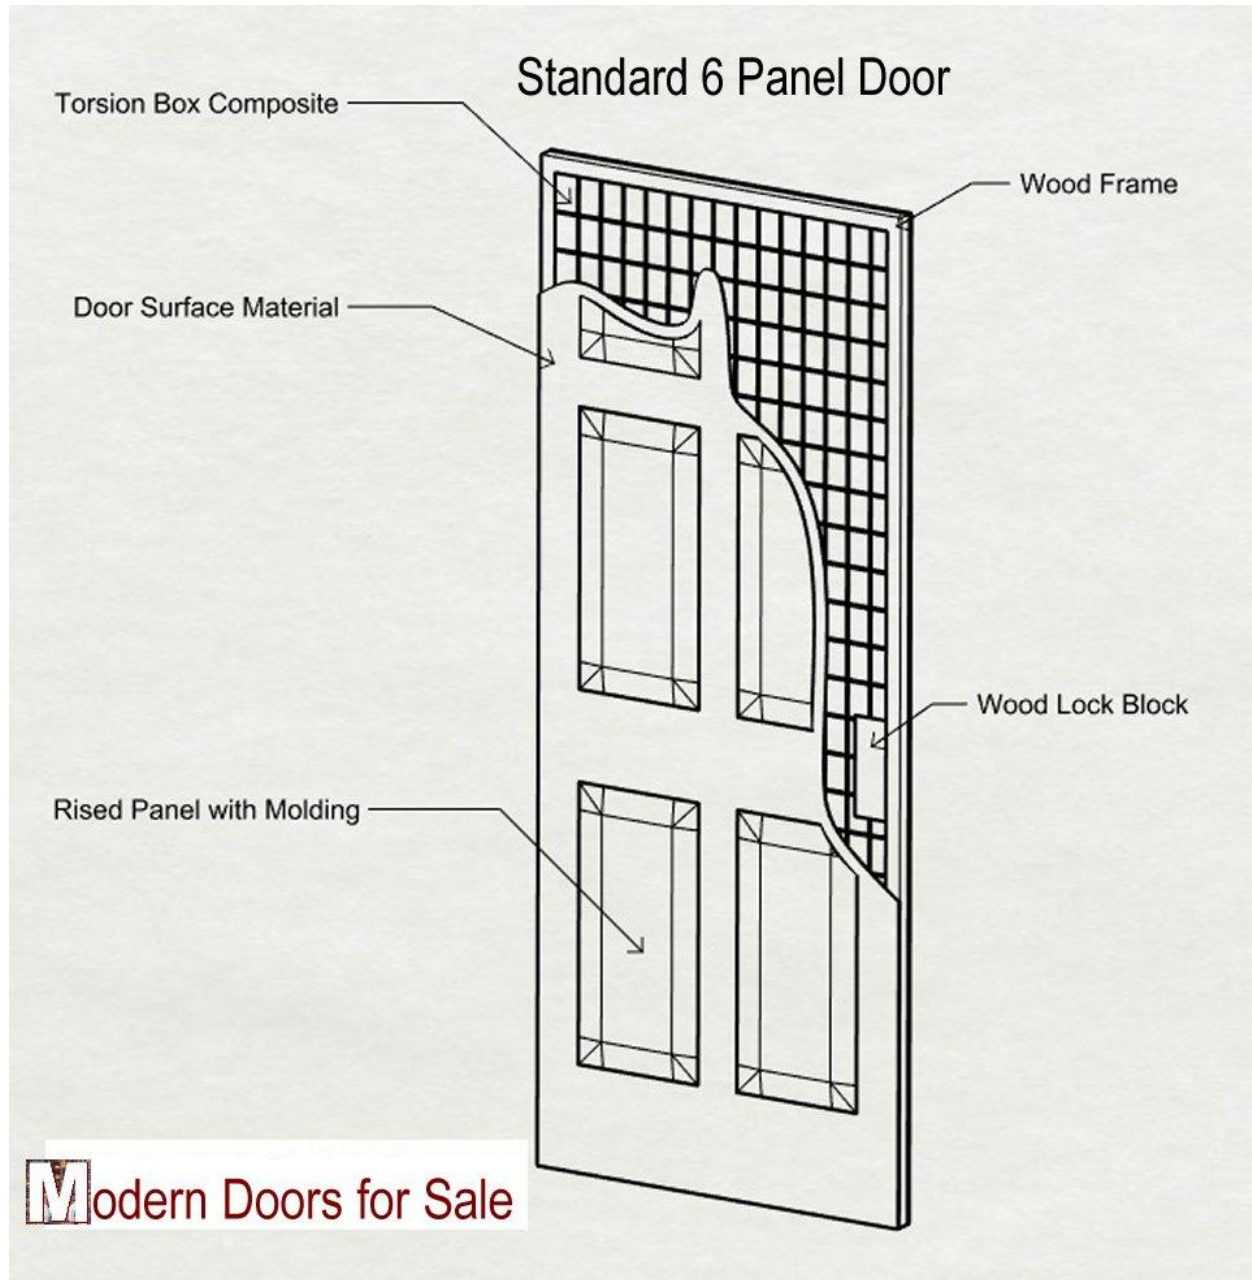 Standard 6 Panel Door
Torsion Box Composite
Wood Frame
Door Surface Material
Wood Lock Block
Rised Panel with Molding
Modern Doors for Sale